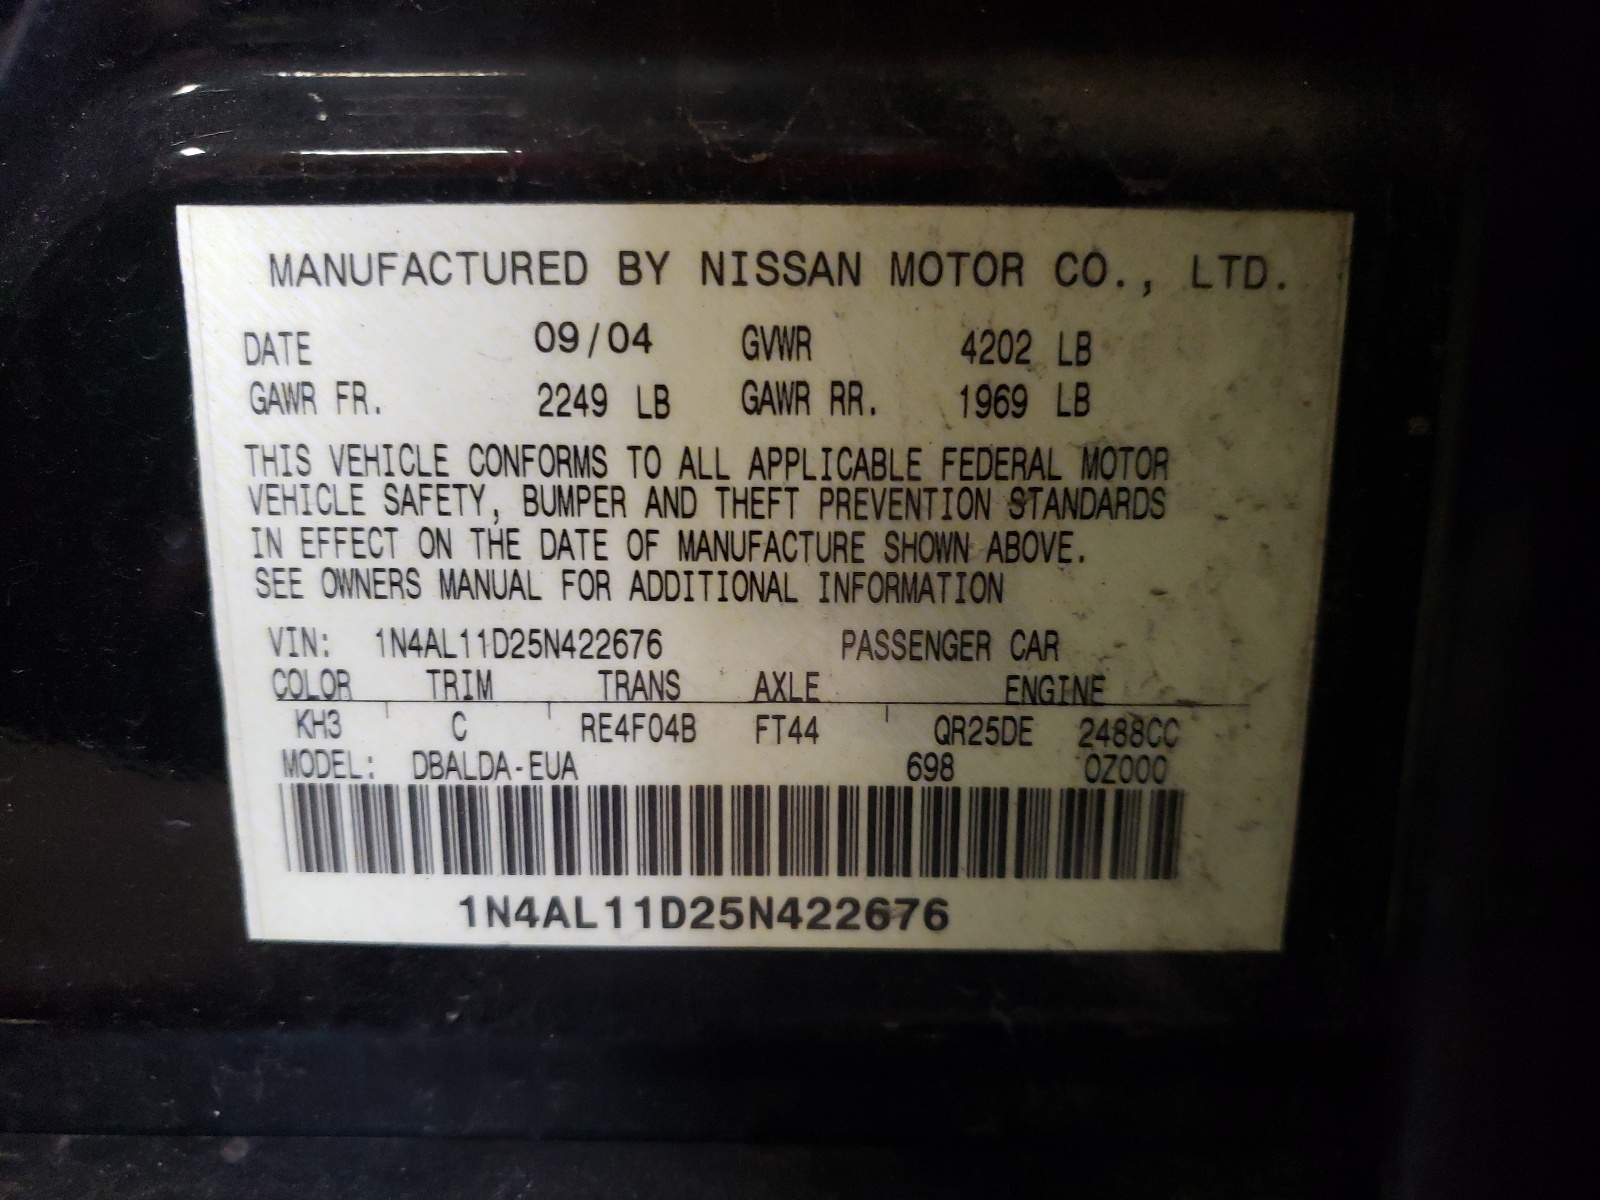 MANUFACTURED BY NISSAN MOTOR CO., LTD.
DATE 09/04 GVWR 4202 LB
GAWR FR. 2249 LB GAWR RR. 1969 LB
THIS VEHICLE CONFORMS TO ALL APPLICABLE FEDERAL MOTOR
VEHICLE SAFETY, BUMPER AND THEFT PREVENTION STANDARDS
IN EFFECT ON THE DATE OF MANUFACTURE SHOWN ABOVE.
SEE OWNERS MANUAL FOR ADDITIONAL INFORMATION
VIN: 1N4AL11D25N422676 PASSENGER CAR
COLOR TRIM TRANS AXLE ENGINE
KH3 C RE4F04B FT44 QR25DE 2488CC
MODEL: DBALDA-EUA 698 0Z000
1N4AL11D25N422676